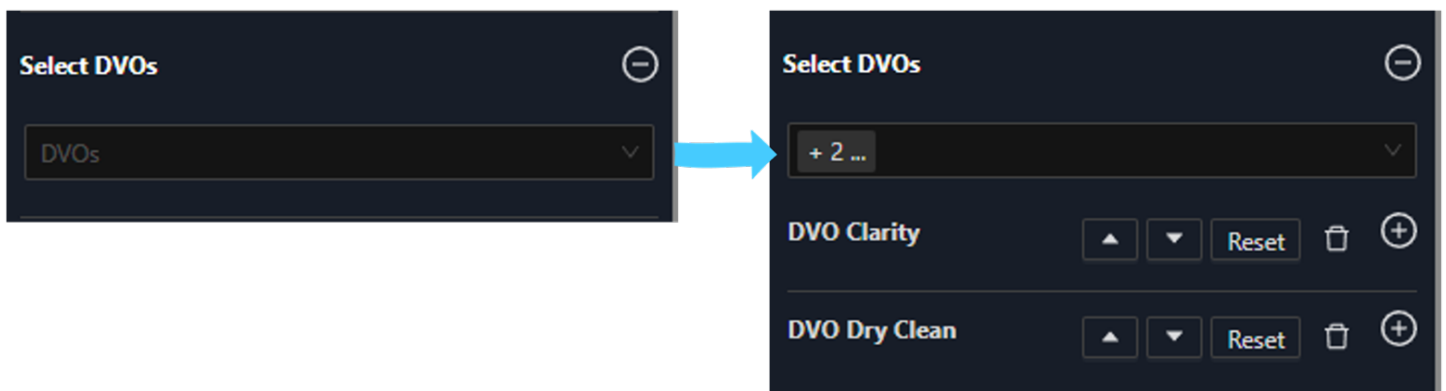 Select DVOs
DVOs
Select DVOs
+ 2 ...
DVO Clarity Reset
DVO Dry Clean Reset